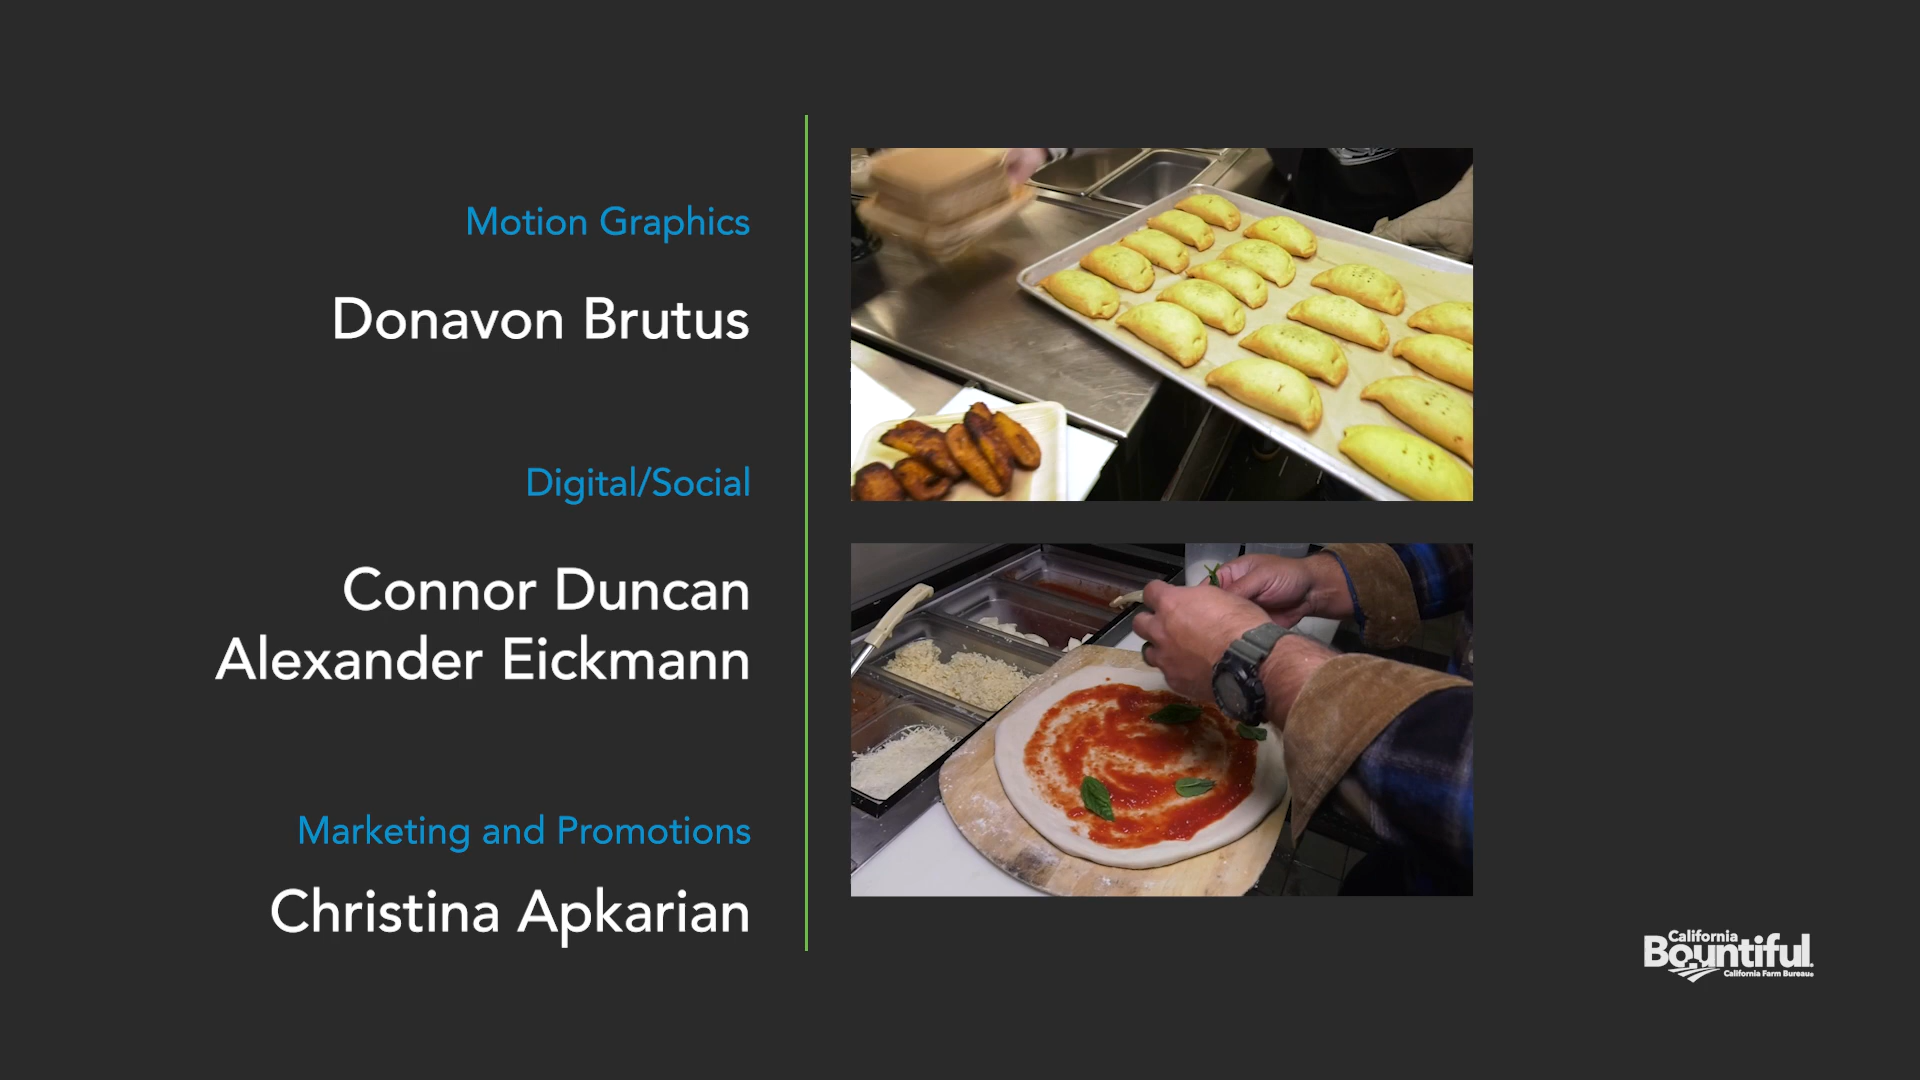 Motion Graphics
Donavon Brutus
Digital/Social
Connor Duncan
Alexander Eickmann
Marketing and Promotions
Christina Apkarian
California
Bountiful®
California Farm Bureau®